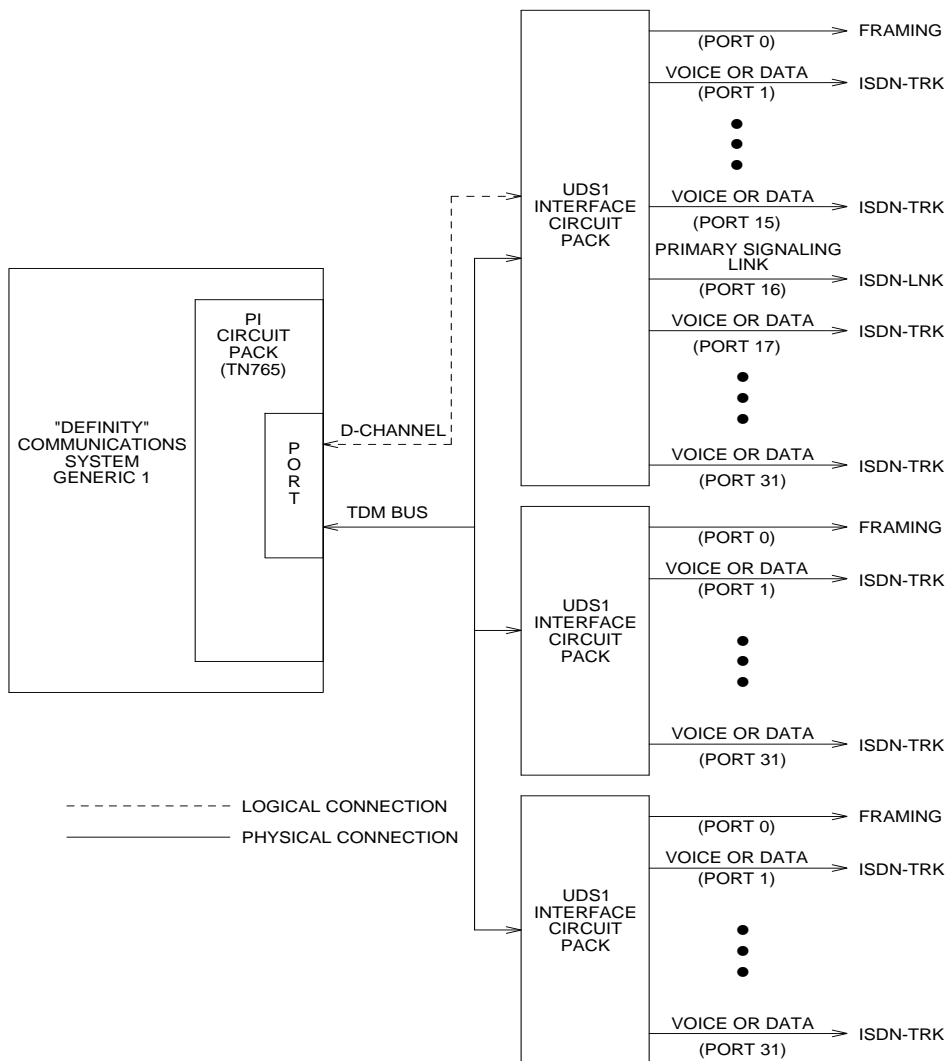 (PORT 0)
FRAMING
VOICE OR DATA
(PORT 1)
ISDN-TRK
UDS1
INTERFACE
CIRCUIT
PACK
VOICE OR DATA
(PORT 15)
ISDN-TRK
PRIMARY SIGNALING
LINK
(PORT 16)
ISDN-LNK
VOICE OR DATA
(PORT 17)
ISDN-TRK
VOICE OR DATA
(PORT 31)
ISDN-TRK
"DEFINITY"
COMMUNICATIONS
SYSTEM
GENERIC 1
PI
CIRCUIT
PACK
(TN765)
P
O
R
T
D-CHANNEL
TDM BUS
(PORT 0)
FRAMING
VOICE OR DATA
(PORT 1)
ISDN-TRK
UDS1
INTERFACE
CIRCUIT
PACK
VOICE OR DATA
(PORT 31)
ISDN-TRK
LOGICAL CONNECTION
PHYSICAL CONNECTION
(PORT 0)
FRAMING
VOICE OR DATA
(PORT 1)
ISDN-TRK
UDS1
INTERFACE
CIRCUIT
PACK
VOICE OR DATA
(PORT 31)
ISDN-TRK